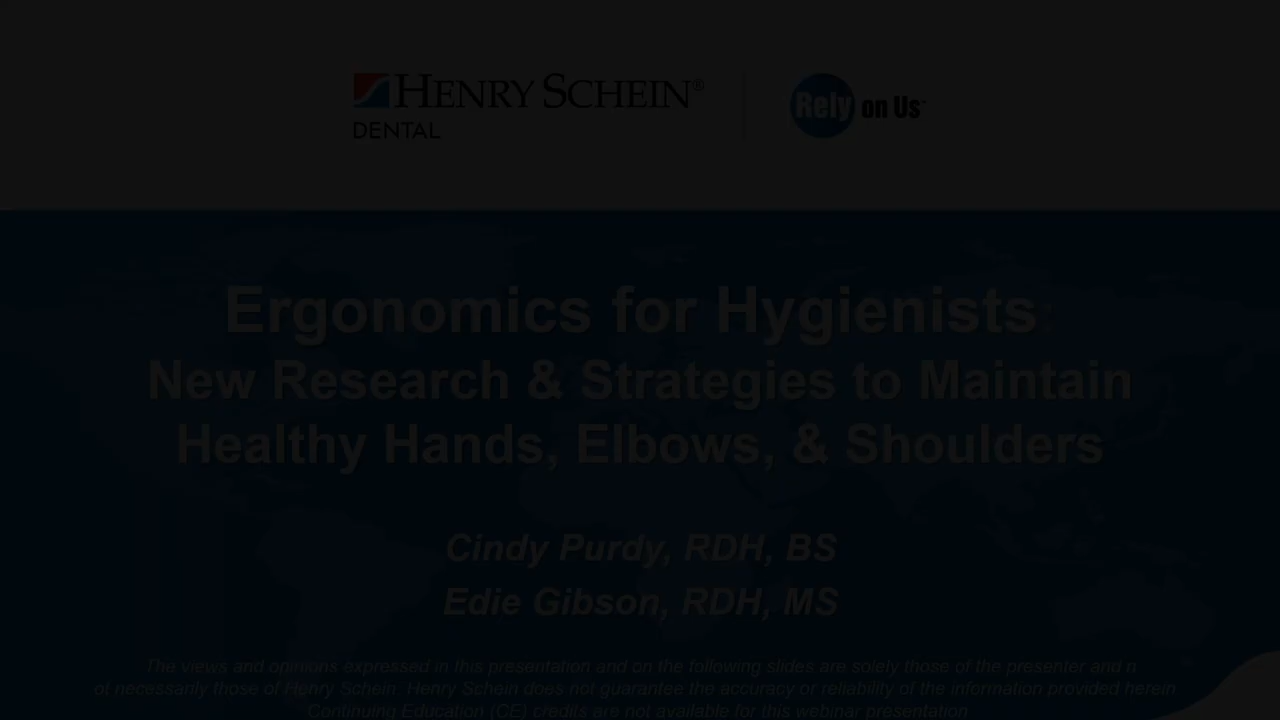 HENRY SCHEIN®
DENTAL
Rely on Us™
Ergonomics for Hygienists:
New Research & Strategies to Maintain
Healthy Hands, Elbows, & Shoulders
Cindy Purdy, RDH, BS
Edie Gibson, RDH, MS
The views and opinions expressed in this presentation and on the following slides are solely those of the presenter and n
ot necessarily those of Henry Schein. Henry Schein does not guarantee the accuracy or reliability of the information provided herein
Continuing Education (CE) credits are not available for this webinar presentation